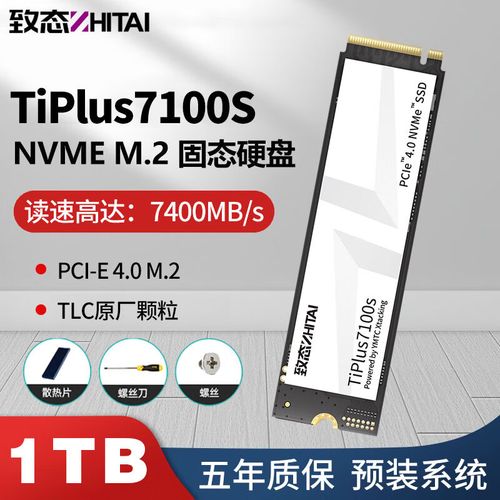 致态ZHITAI
TiPlus7100S
NVME M.2 固态硬盘
读速高达：7400MB/s
PCI-E 4.0 M.2
TLC原厂颗粒
散热片
螺丝刀
螺丝
1TB
五年质保 预装系统
PCIe™ 4.0 NVMe™ SSD
致态ZHITAI
TiPlus7100s
Powered by YMTC Xtacking